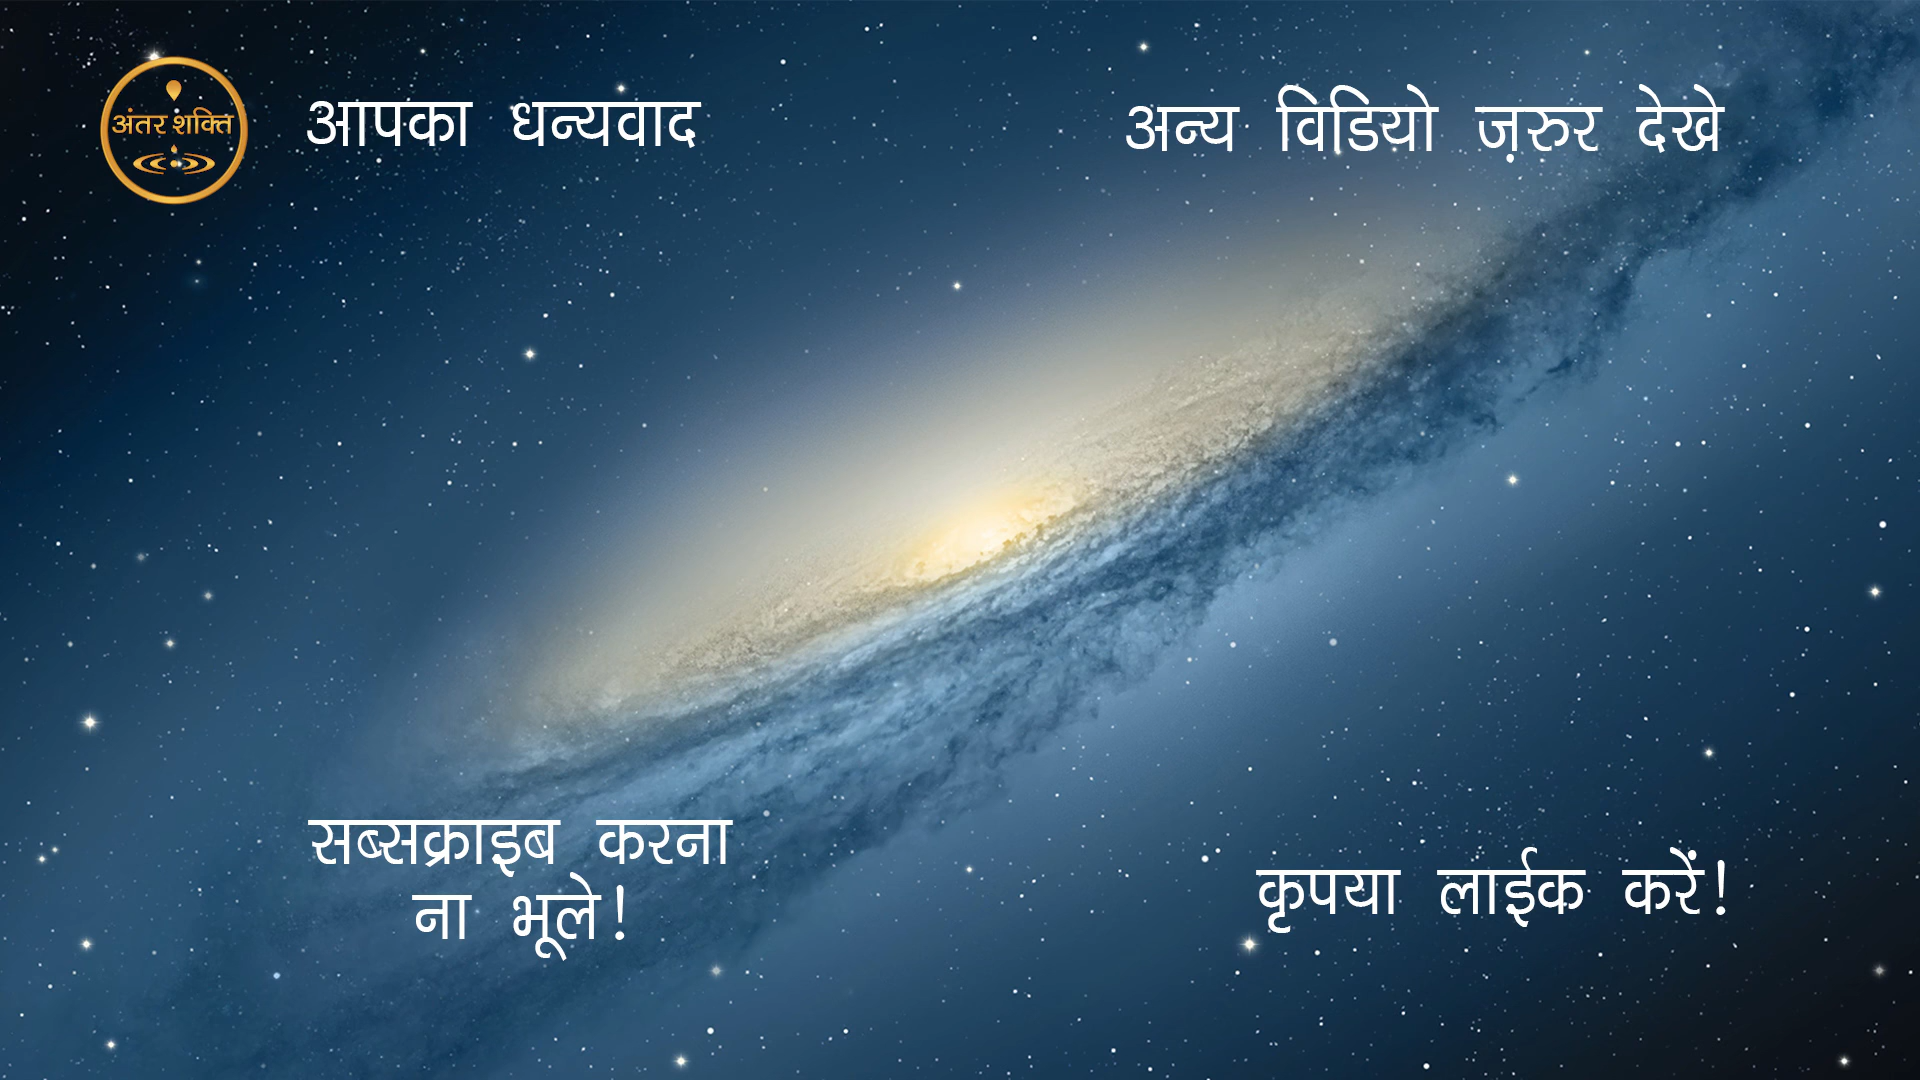 अंतर शक्ति
आपका धन्यवाद
अन्य विडियो ज़रुर देखे
सब्सक्राइब करना
ना भूले!
कृपया लाईक करें!